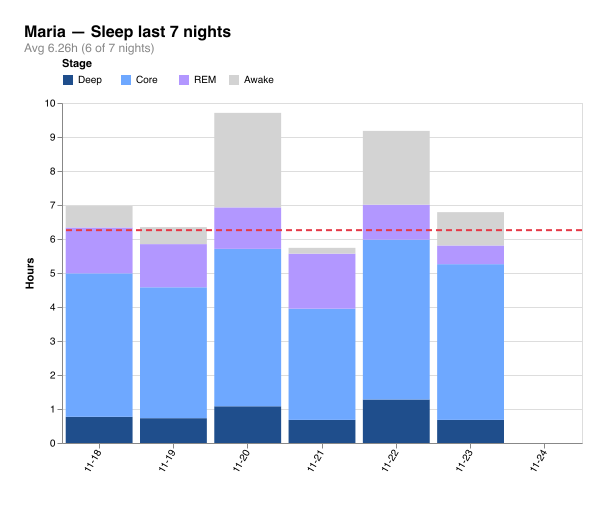 Maria — Sleep last 7 nights
Avg 6.26h (6 of 7 nights)
Stage
Deep Core REM Awake
10
9
8
7
6
5
4
3
2
1
0
Hours
11-18 11-19 11-20 11-21 11-22 11-23 11-24